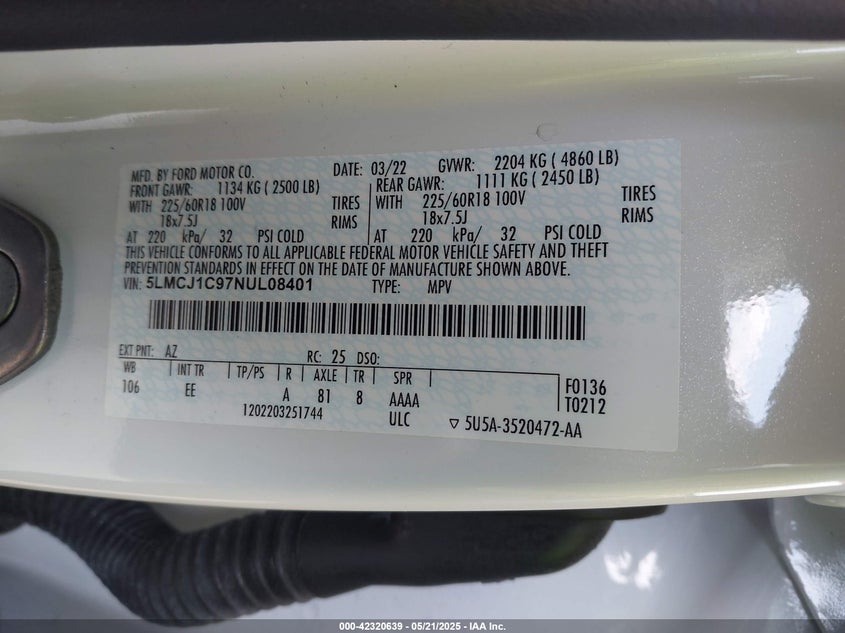 MFD. BY FORD MOTOR CO. DATE: 03/22 GVWR: 2204 KG ( 4860 LB)
FRONT GAWR: 1134 KG ( 2500 LB) REAR GAWR: 1111 KG ( 2450 LB)
WITH 225/60R18 100V TIRES WITH 225/60R18 100V TIRES
18x7.5J RIMS 18x7.5J RIMS
AT 220 kPa/ 32 PSI COLD AT 220 kPa/ 32 PSI COLD
THIS VEHICLE CONFORMS TO ALL APPLICABLE FEDERAL MOTOR VEHICLE SAFETY AND THEFT
PREVENTION STANDARDS IN EFFECT ON THE DATE OF MANUFACTURE SHOWN ABOVE.
VIN: 5LMCJ1C97NUL08401 TYPE: MPV
EXT PNT: AZ RC: 25 DSO:
WB INT TR TP/PS R AXLE TR SPR F0136
106 EE A 81 8 AAAA T0212
1202203251744 ULC ▽ 5U5A-3520472-AA
000-42320639 - 05/21/2025 - IAA Inc.